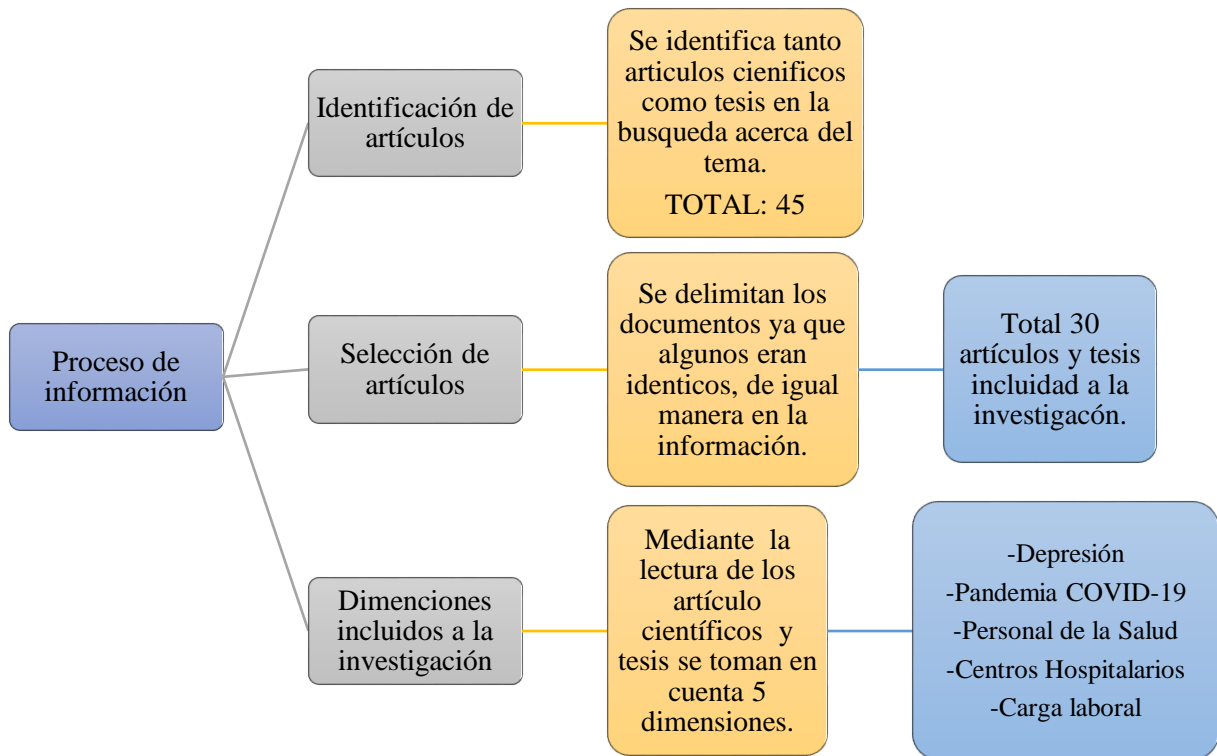 Proceso de
información
Identificación de
artículos
Se identifica tanto
articulos cienificos
como tesis en la
busqueda acerca del
tema.
TOTAL: 45
Selección de
artículos
Se delimitan los
documentos ya que
algunos eran
identicos, de igual
manera en la
información.
Total 30
artículos y tesis
incluidad a la
investigacón.
Dimenciones
incluidos a la
investigación
Mediante la
lectura de los
artículo
científicos y
tesis se toman en
cuenta 5
dimensiones.
-Depresión
-Pandemia COVID-19
-Personal de la Salud
-Centros Hospitalarios
-Carga laboral